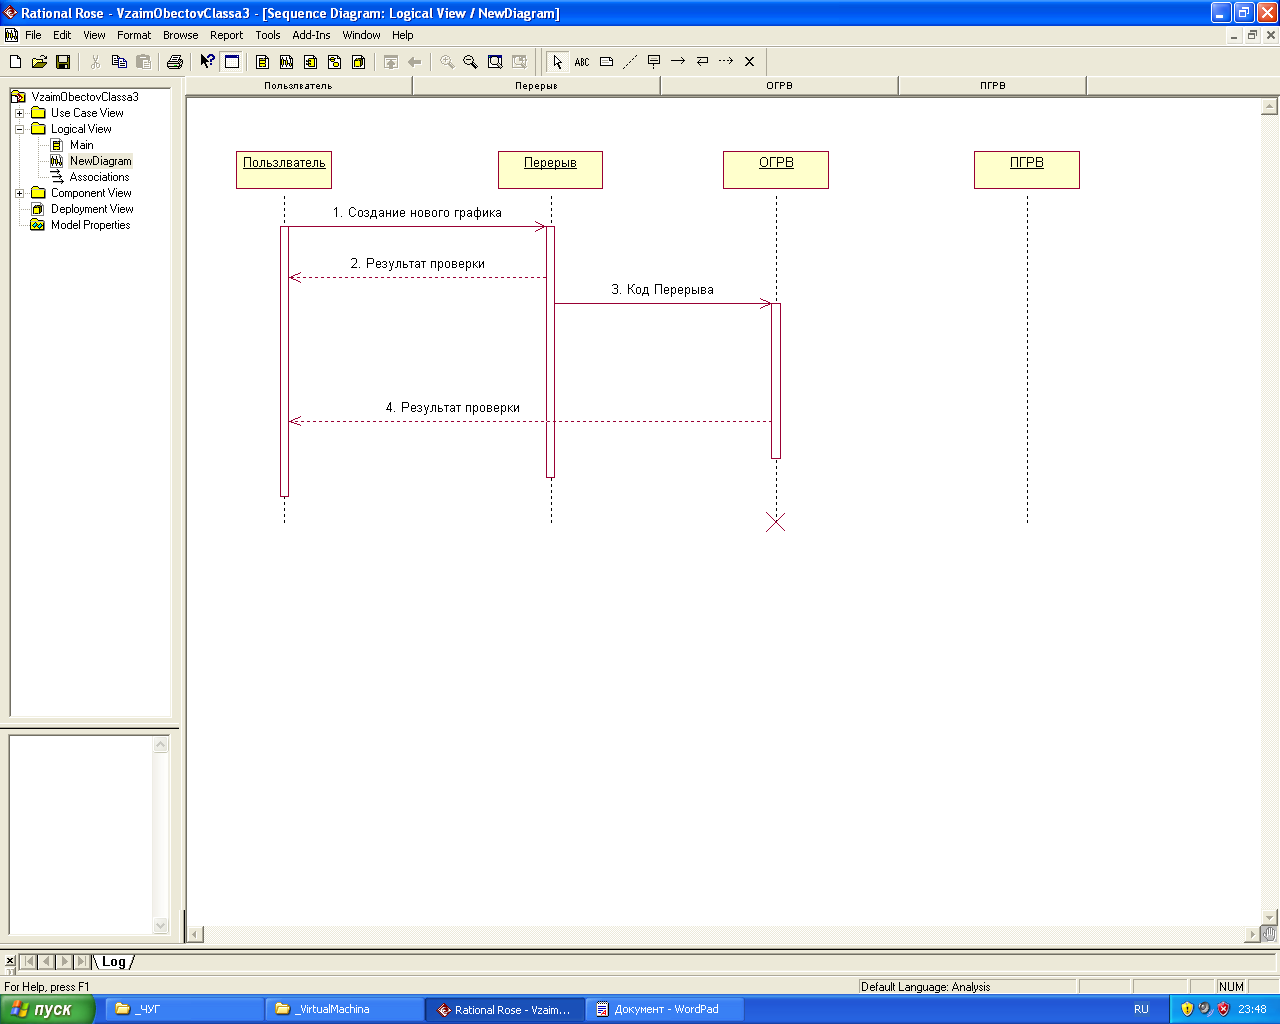 Rational Rose - VzaimObectovClassa3 - [Sequence Diagram: Logical View / NewDiagram]
File Edit View Format Browse Report Tools Add-Ins Window Help
ABC
Пользлватель Перерыв ОГРВ ПГРВ
VzaimObectovClassa3
Use Case View
Logical View
Main
NewDiagram
Associations
Component View
Deployment View
Model Properties
Пользлватель Перерыв ОГРВ ПГРВ
1. Создание нового графика
2. Результат проверки
3. Код Перерыва
4. Результат проверки
Log
For Help, press F1 Default Language: Analysis NUM
пуск _ЧУГ _VirtualMachina Rational Rose - Vzaim... Документ - WordPad RU 23:48